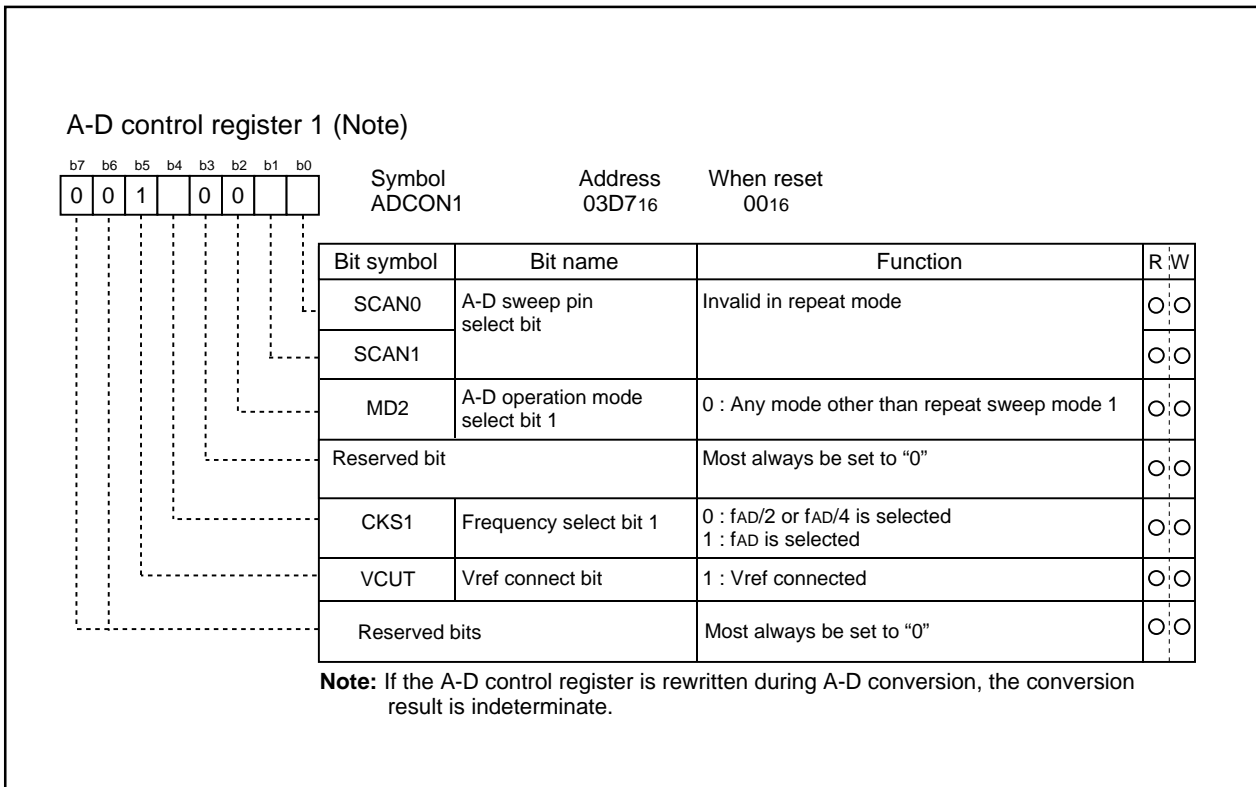 A-D control register 1 (Note)
b7 b6 b5 b4 b3 b2 b1 b0
0 0 1 0 0
Symbol Address When reset
ADCON1 03D716 0016
Bit symbol Bit name Function R W
SCAN0 A-D sweep pin select bit Invalid in repeat mode
SCAN1
MD2 A-D operation mode select bit 1 0 : Any mode other than repeat sweep mode 1
Reserved bit Most always be set to “0”
CKS1 Frequency select bit 1 0 : fAD/2 or fAD/4 is selected
1 : fAD is selected
VCUT Vref connect bit 1 : Vref connected
Reserved bits Most always be set to “0”
Note: If the A-D control register is rewritten during A-D conversion, the conversion
result is indeterminate.